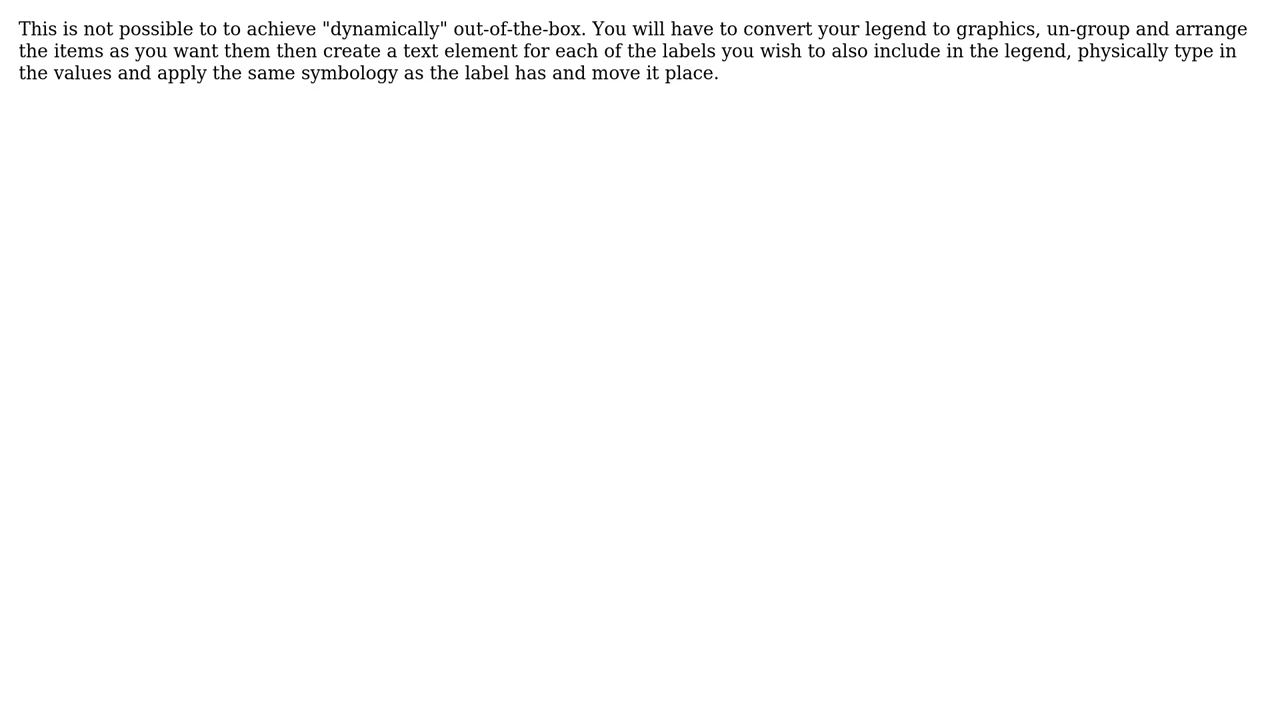 This is not possible to to achieve "dynamically" out-of-the-box. You will have to convert your legend to graphics, un-group and arrange
the items as you want them then create a text element for each of the labels you wish to also include in the legend, physically type in
the values and apply the same symbology as the label has and move it place.